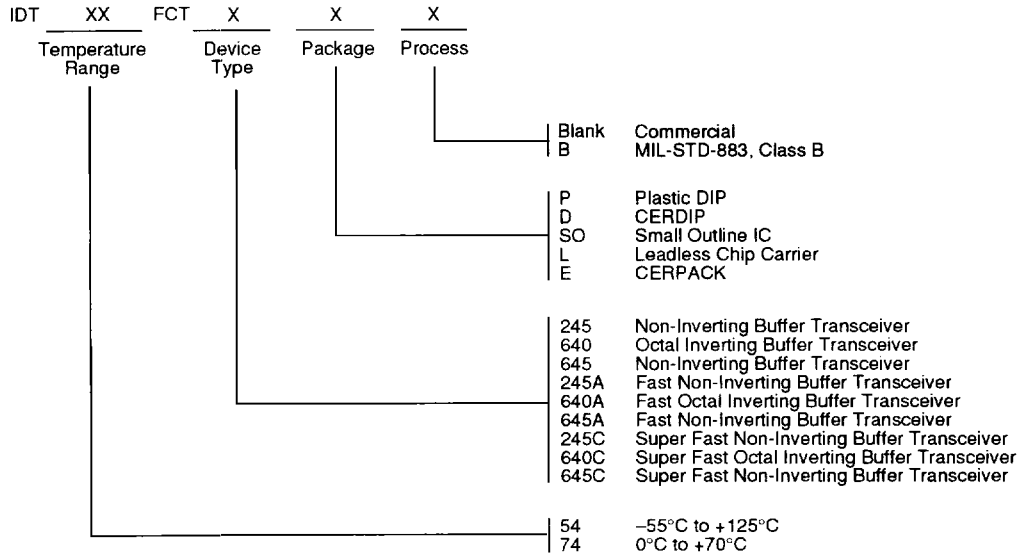 IDT XX FCT X X X
Temperature Range Device Type Package Process
Blank Commercial
B MIL-STD-883, Class B
P Plastic DIP
D CERDIP
SO Small Outline IC
L Leadless Chip Carrier
E CERPACK
245 Non-Inverting Buffer Transceiver
640 Octal Inverting Buffer Transceiver
645 Non-Inverting Buffer Transceiver
245A Fast Non-Inverting Buffer Transceiver
640A Fast Octal Inverting Buffer Transceiver
645A Fast Non-Inverting Buffer Transceiver
245C Super Fast Non-Inverting Buffer Transceiver
640C Super Fast Octal Inverting Buffer Transceiver
645C Super Fast Non-Inverting Buffer Transceiver
54 –55°C to +125°C
74 0°C to +70°C